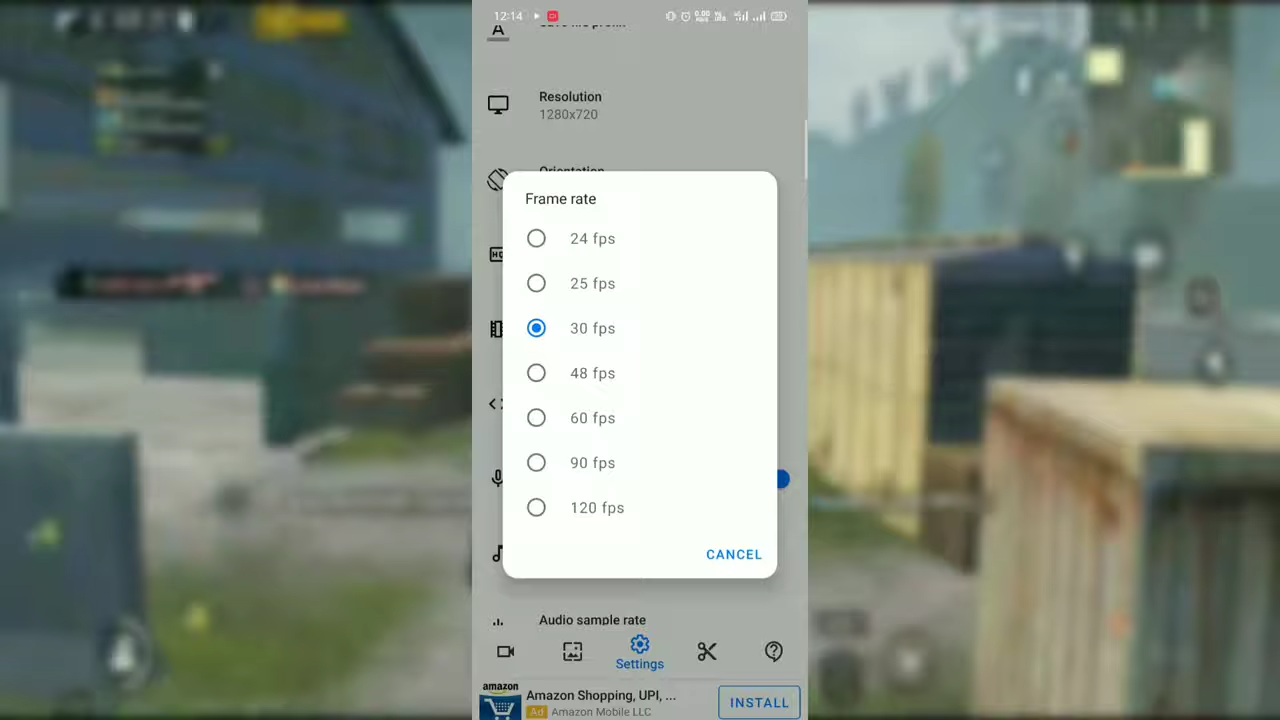 12:14
Resolution
1280x720
Frame rate
24 fps
25 fps
30 fps
48 fps
60 fps
90 fps
120 fps
CANCEL
Audio sample rate
Settings
amazon
Amazon Shopping, UPI, ...
Ad Amazon Mobile LLC
INSTALL